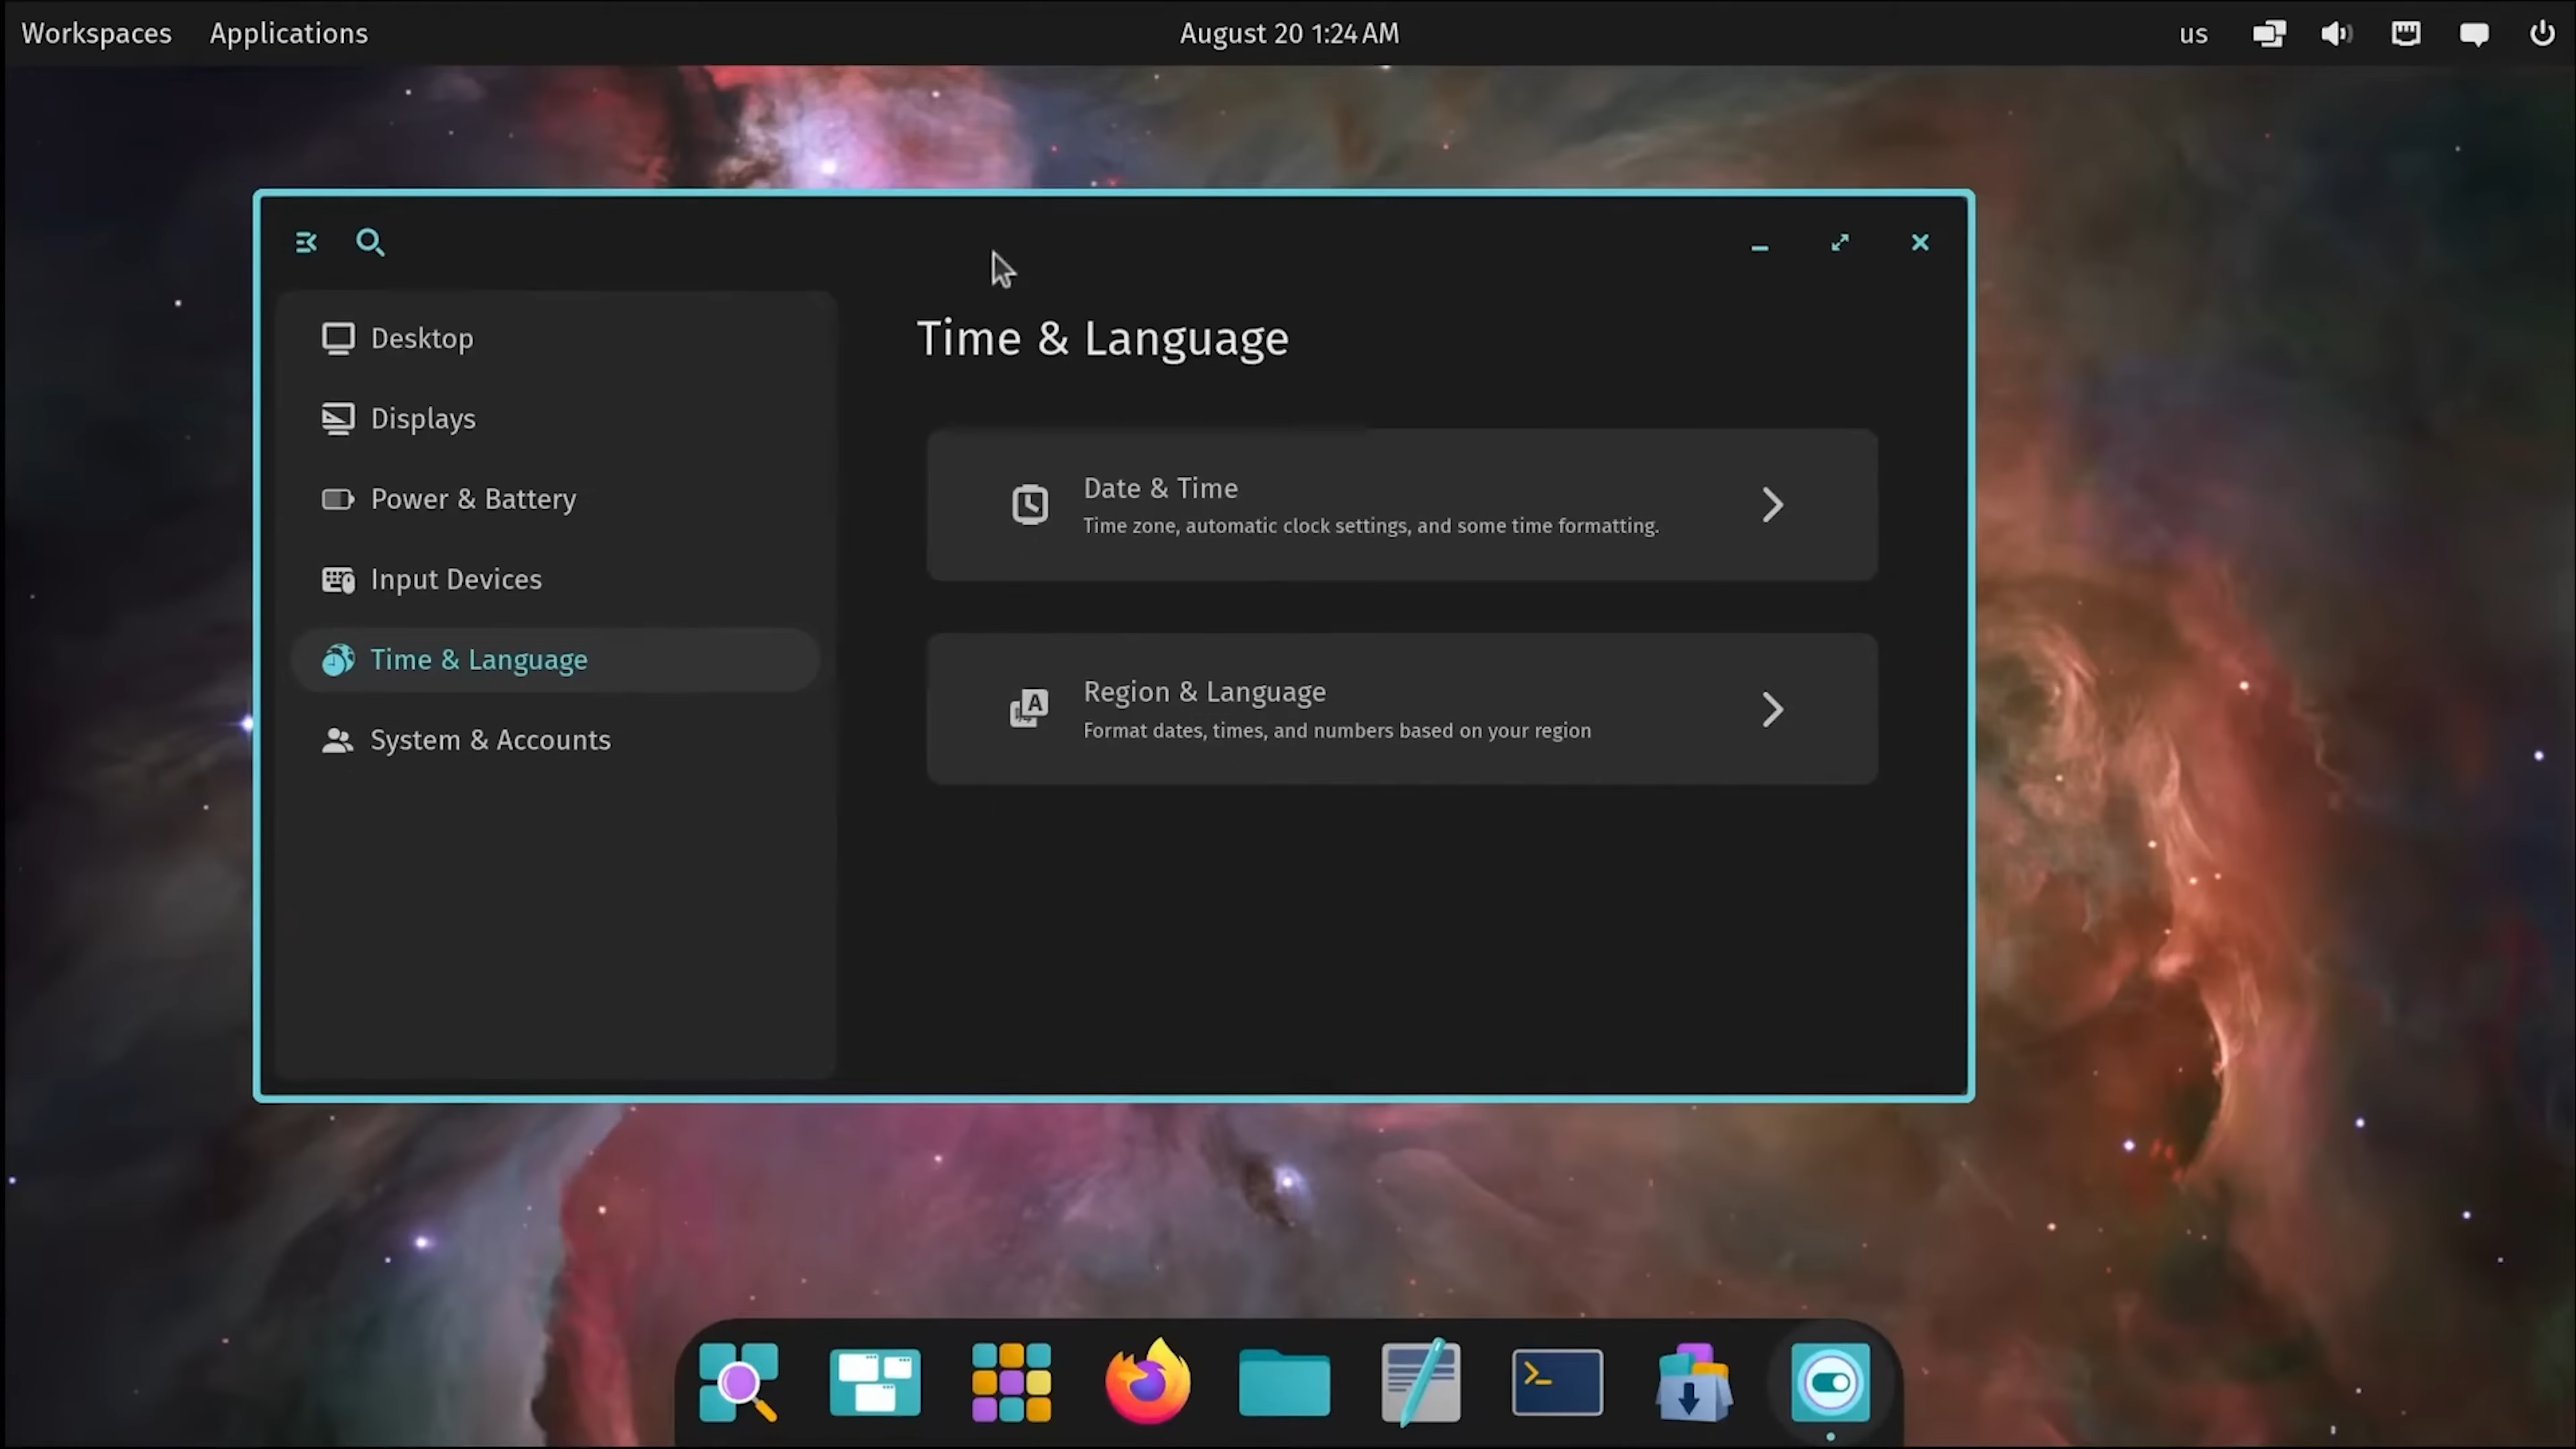 Workspaces Applications August 20 1:24 AM us
Desktop
Displays
Power & Battery
Input Devices
Time & Language
System & Accounts
Time & Language
Date & Time
Time zone, automatic clock settings, and some time formatting.
Region & Language
Format dates, times, and numbers based on your region